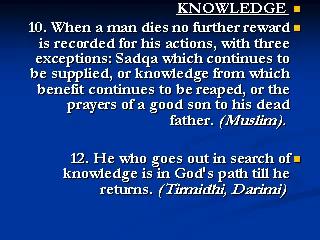 KNOWLEDGE
10. When a man dies no further reward
is recorded for his actions, with three
exceptions: Sadqa which continues to
be supplied, or knowledge from which
benefit continues to be reaped, or the
prayers of a good son to his dead
father. (Muslim).
12. He who goes out in search of
knowledge is in God's path till he
returns. (Tirmidhi, Darimi)